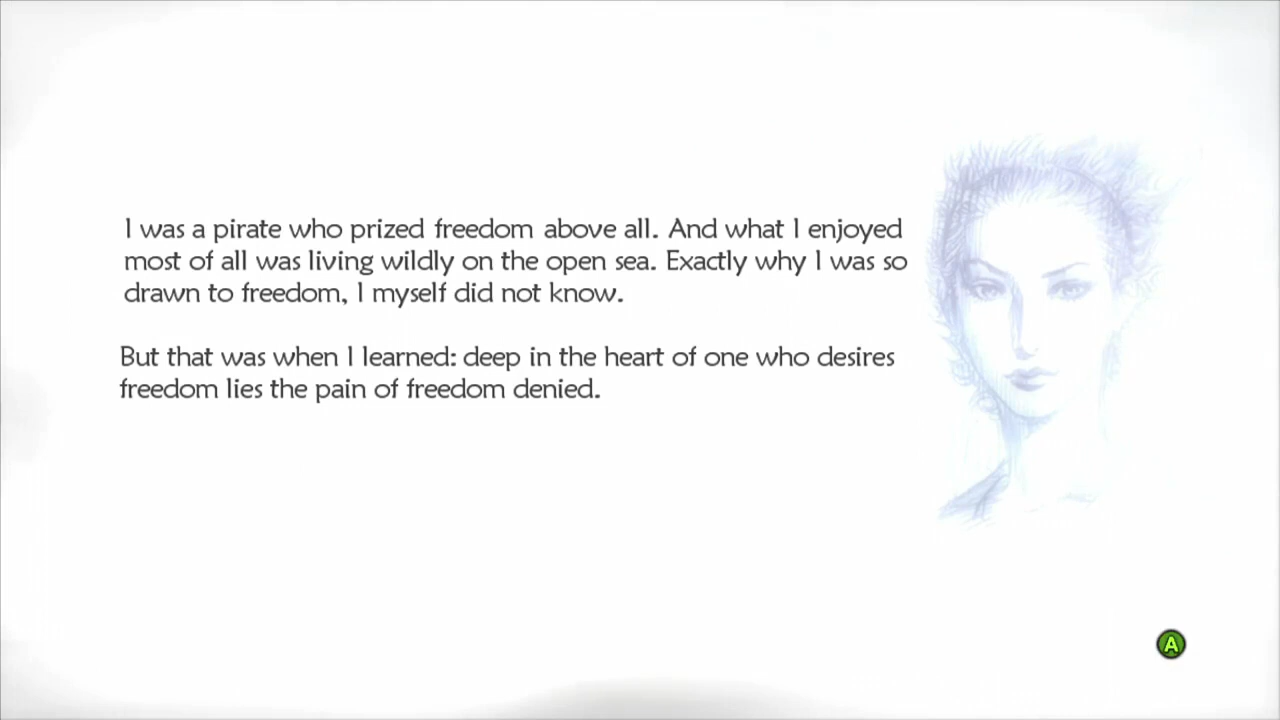 I was a pirate who prized freedom above all. And what I enjoyed
most of all was living wildly on the open sea. Exactly why I was so
drawn to freedom, I myself did not know.
But that was when I learned: deep in the heart of one who desires
freedom lies the pain of freedom denied.
A